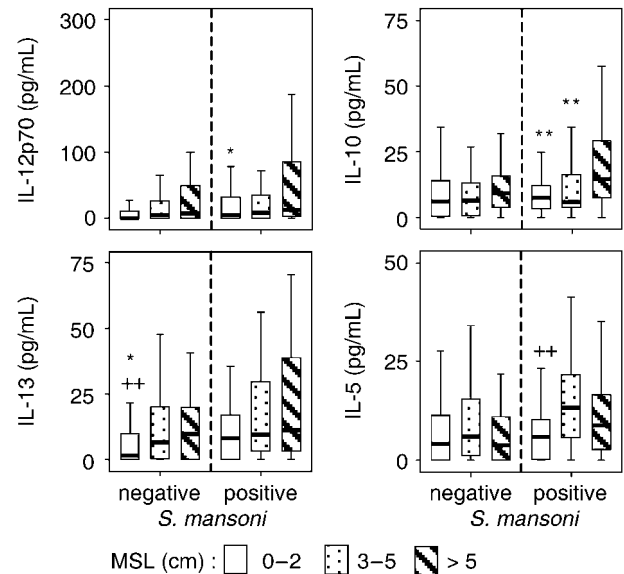 IL-12p70 (pg/mL)
300
200
100
0
*
IL-10 (pg/mL)
75
50
25
0
**
**
IL-13 (pg/mL)
75
50
25
0
*
++
negative positive
S. mansoni
IL-5 (pg/mL)
50
25
0
++
negative positive
S. mansoni
MSL (cm) : 0–2 3–5 > 5